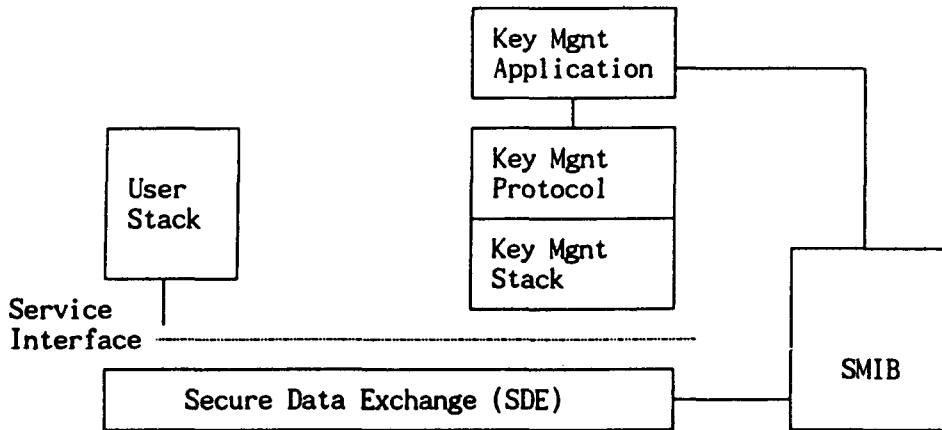 Key Mgnt
Application
Key Mgnt
Protocol
User
Stack
Key Mgnt
Stack
Service
Interface
SMIB
Secure Data Exchange (SDE)